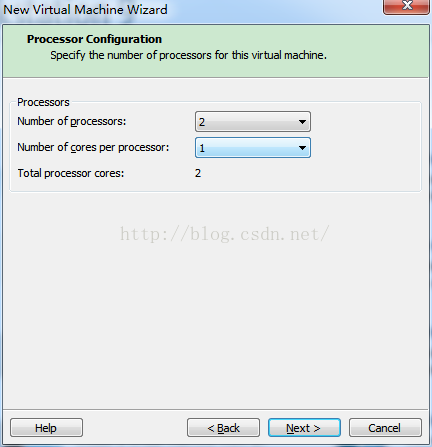 New Virtual Machine Wizard
Processor Configuration
Specify the number of processors for this virtual machine.
Processors
Number of processors: 2
Number of cores per processor: 1
Total processor cores: 2
http://blog.csdn.net/
Help < Back Next > Cancel